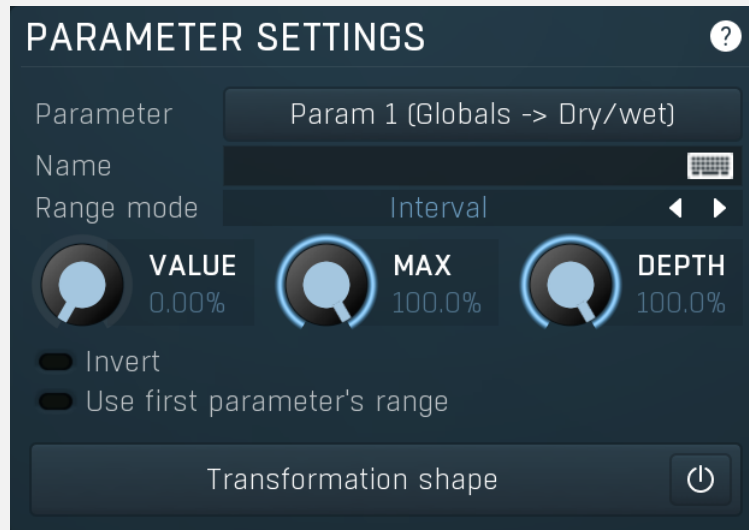 PARAMETER SETTINGS ?
Parameter Param 1 (Globals -> Dry/wet)
Name
Range mode Interval
VALUE MAX DEPTH
0.00% 100.0% 100.0%
Invert
Use first parameter's range
Transformation shape